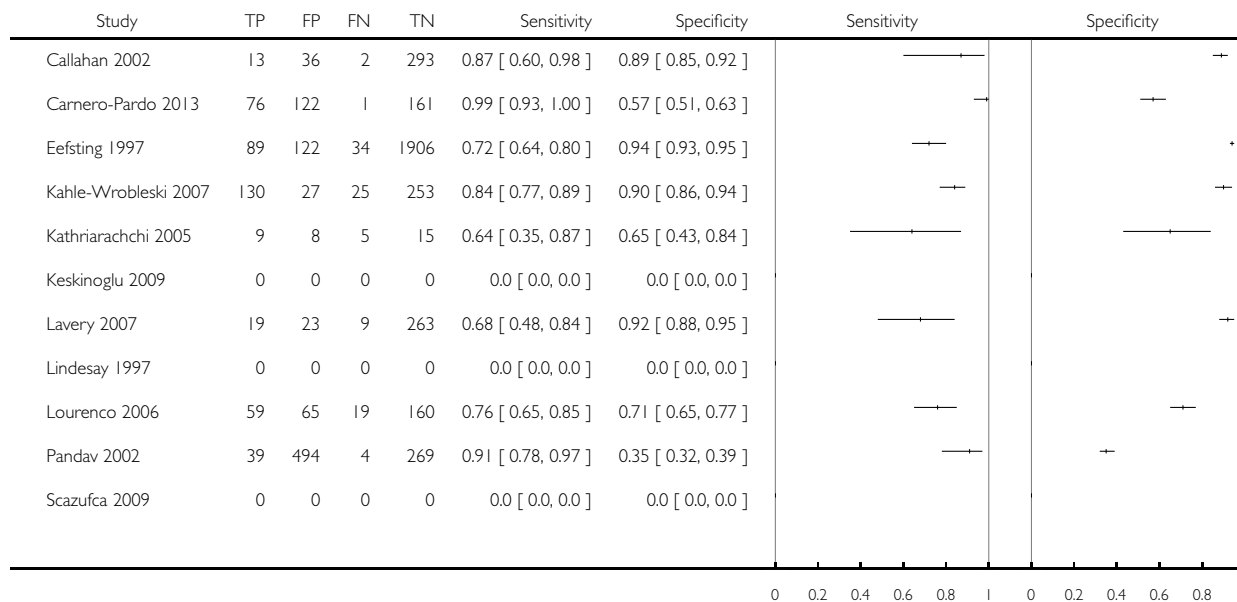 Study TP FP FN TN Sensitivity Specificity Sensitivity Specificity
Callahan 2002 13 36 2 293 0.87 [ 0.60, 0.98 ] 0.89 [ 0.85, 0.92 ]
Carnero-Pardo 2013 76 122 1 161 0.99 [ 0.93, 1.00 ] 0.57 [ 0.51, 0.63 ]
Eefsting 1997 89 122 34 1906 0.72 [ 0.64, 0.80 ] 0.94 [ 0.93, 0.95 ]
Kahle-Wrobleski 2007 130 27 25 253 0.84 [ 0.77, 0.89 ] 0.90 [ 0.86, 0.94 ]
Kathriarachchi 2005 9 8 5 15 0.64 [ 0.35, 0.87 ] 0.65 [ 0.43, 0.84 ]
Keskinoglu 2009 0 0 0 0 0.0 [ 0.0, 0.0 ] 0.0 [ 0.0, 0.0 ]
Lavery 2007 19 23 9 263 0.68 [ 0.48, 0.84 ] 0.92 [ 0.88, 0.95 ]
Lindesay 1997 0 0 0 0 0.0 [ 0.0, 0.0 ] 0.0 [ 0.0, 0.0 ]
Lourenco 2006 59 65 19 160 0.76 [ 0.65, 0.85 ] 0.71 [ 0.65, 0.77 ]
Pandav 2002 39 494 4 269 0.91 [ 0.78, 0.97 ] 0.35 [ 0.32, 0.39 ]
Scazufca 2009 0 0 0 0 0.0 [ 0.0, 0.0 ] 0.0 [ 0.0, 0.0 ]
0 0.2 0.4 0.6 0.8 1 0 0.2 0.4 0.6 0.8